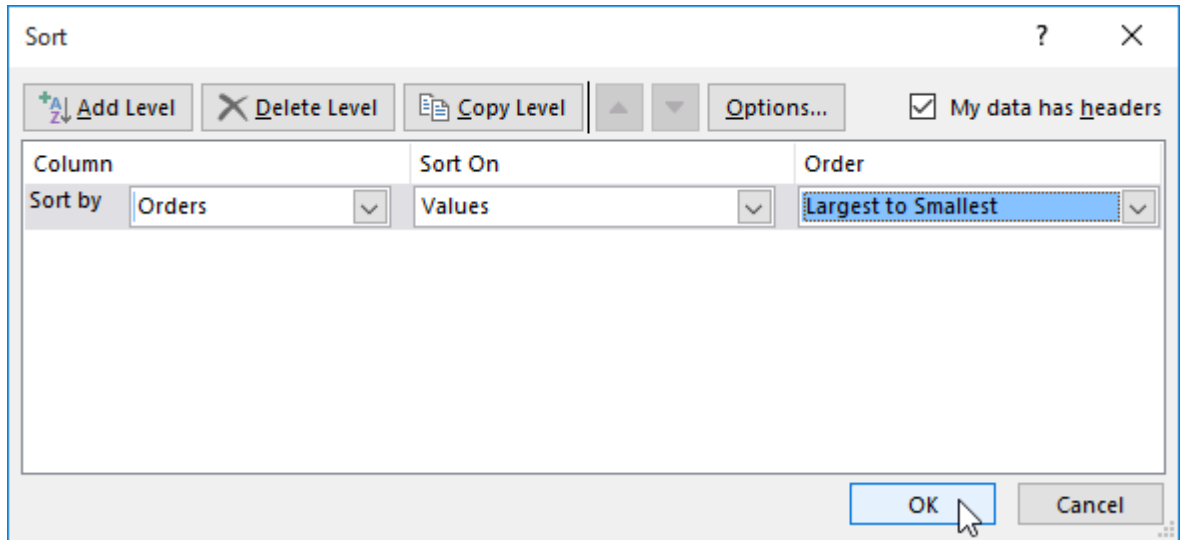 Sort ?
Add Level Delete Level Copy Level Options... My data has headers
Column Sort On Order
Sort by Orders Values Largest to Smallest
OK Cancel